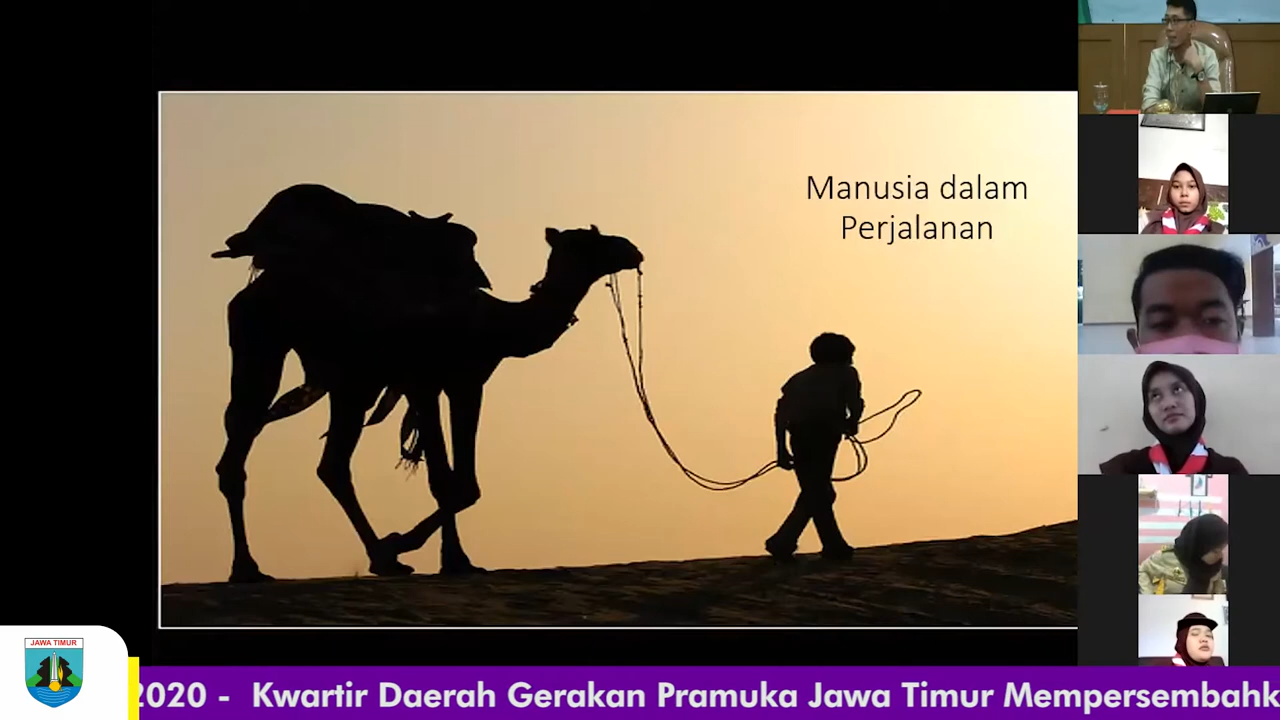 Manusia dalam
Perjalanan
JAWA TIMUR
2020 - Kwartir Daerah Gerakan Pramuka Jawa Timur Mempersembahk